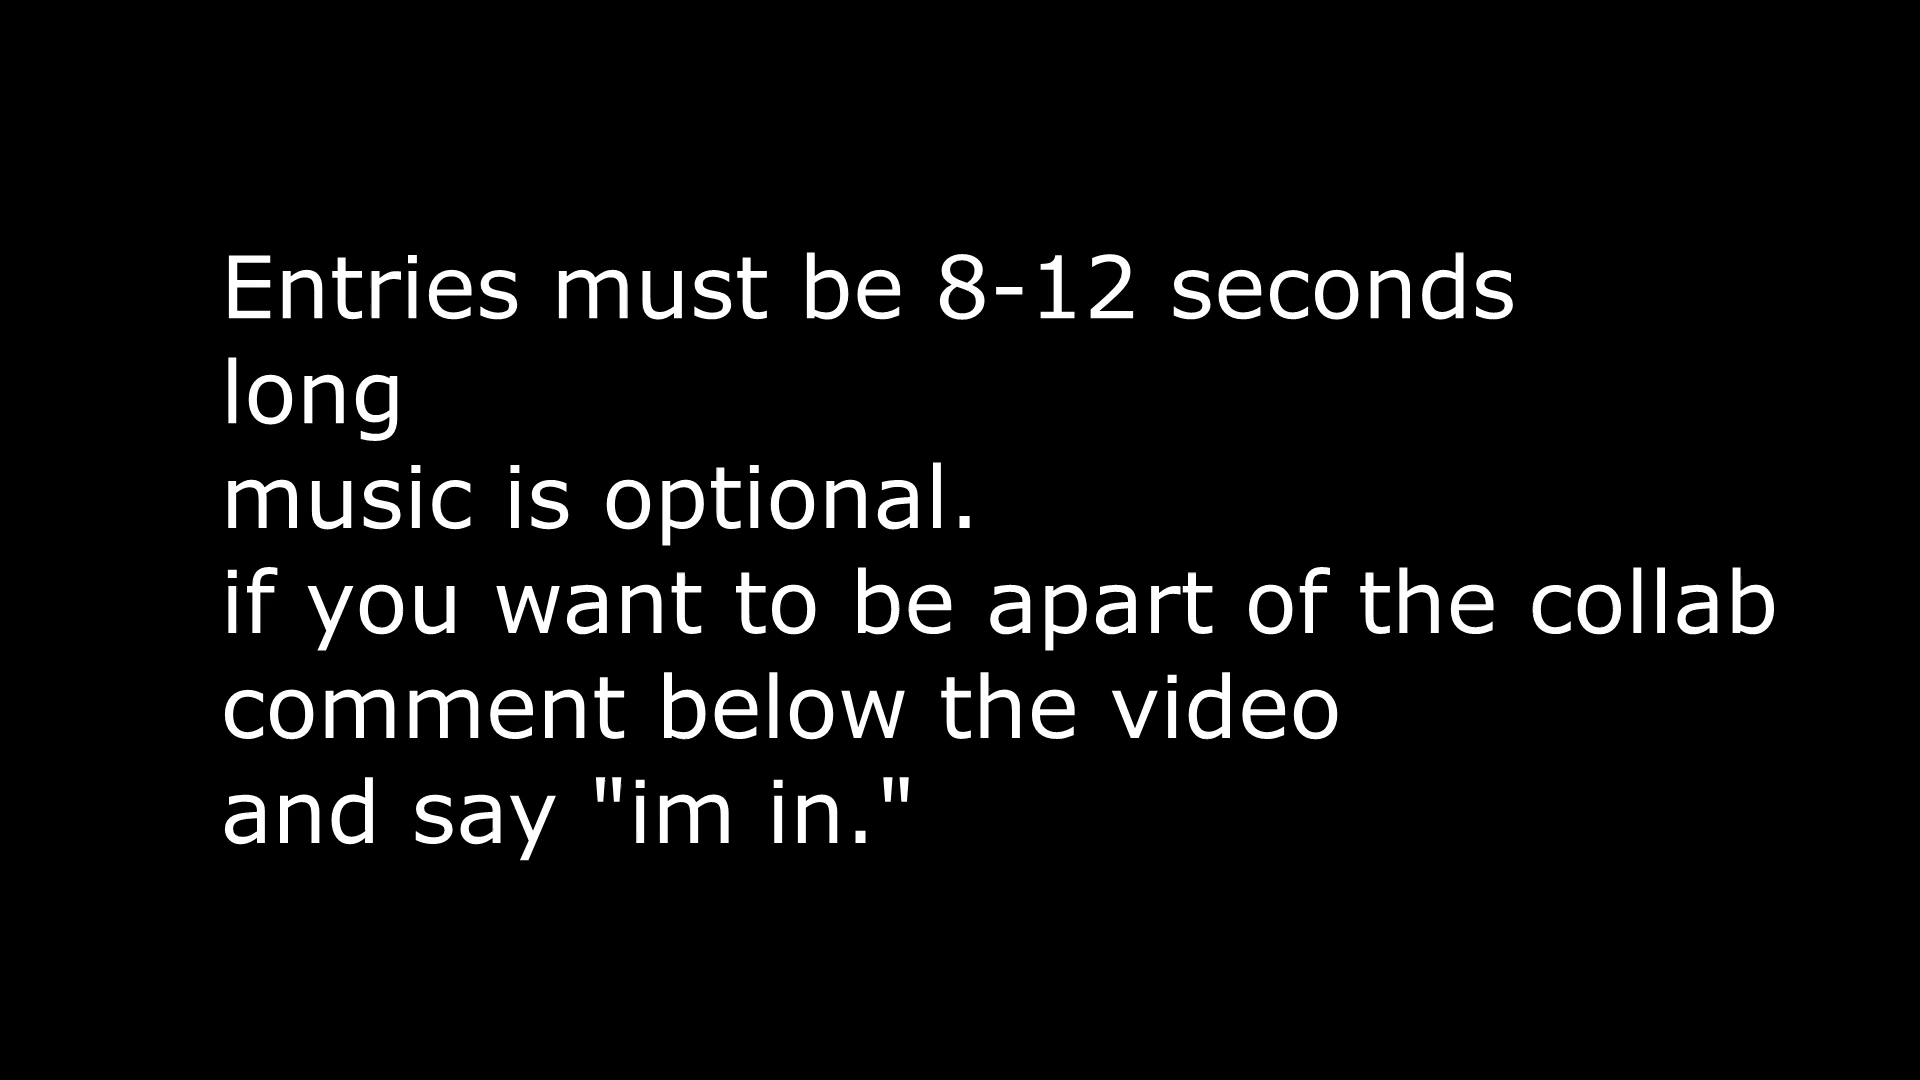 Entries must be 8-12 seconds
long
music is optional.
if you want to be apart of the collab
comment below the video
and say "im in."